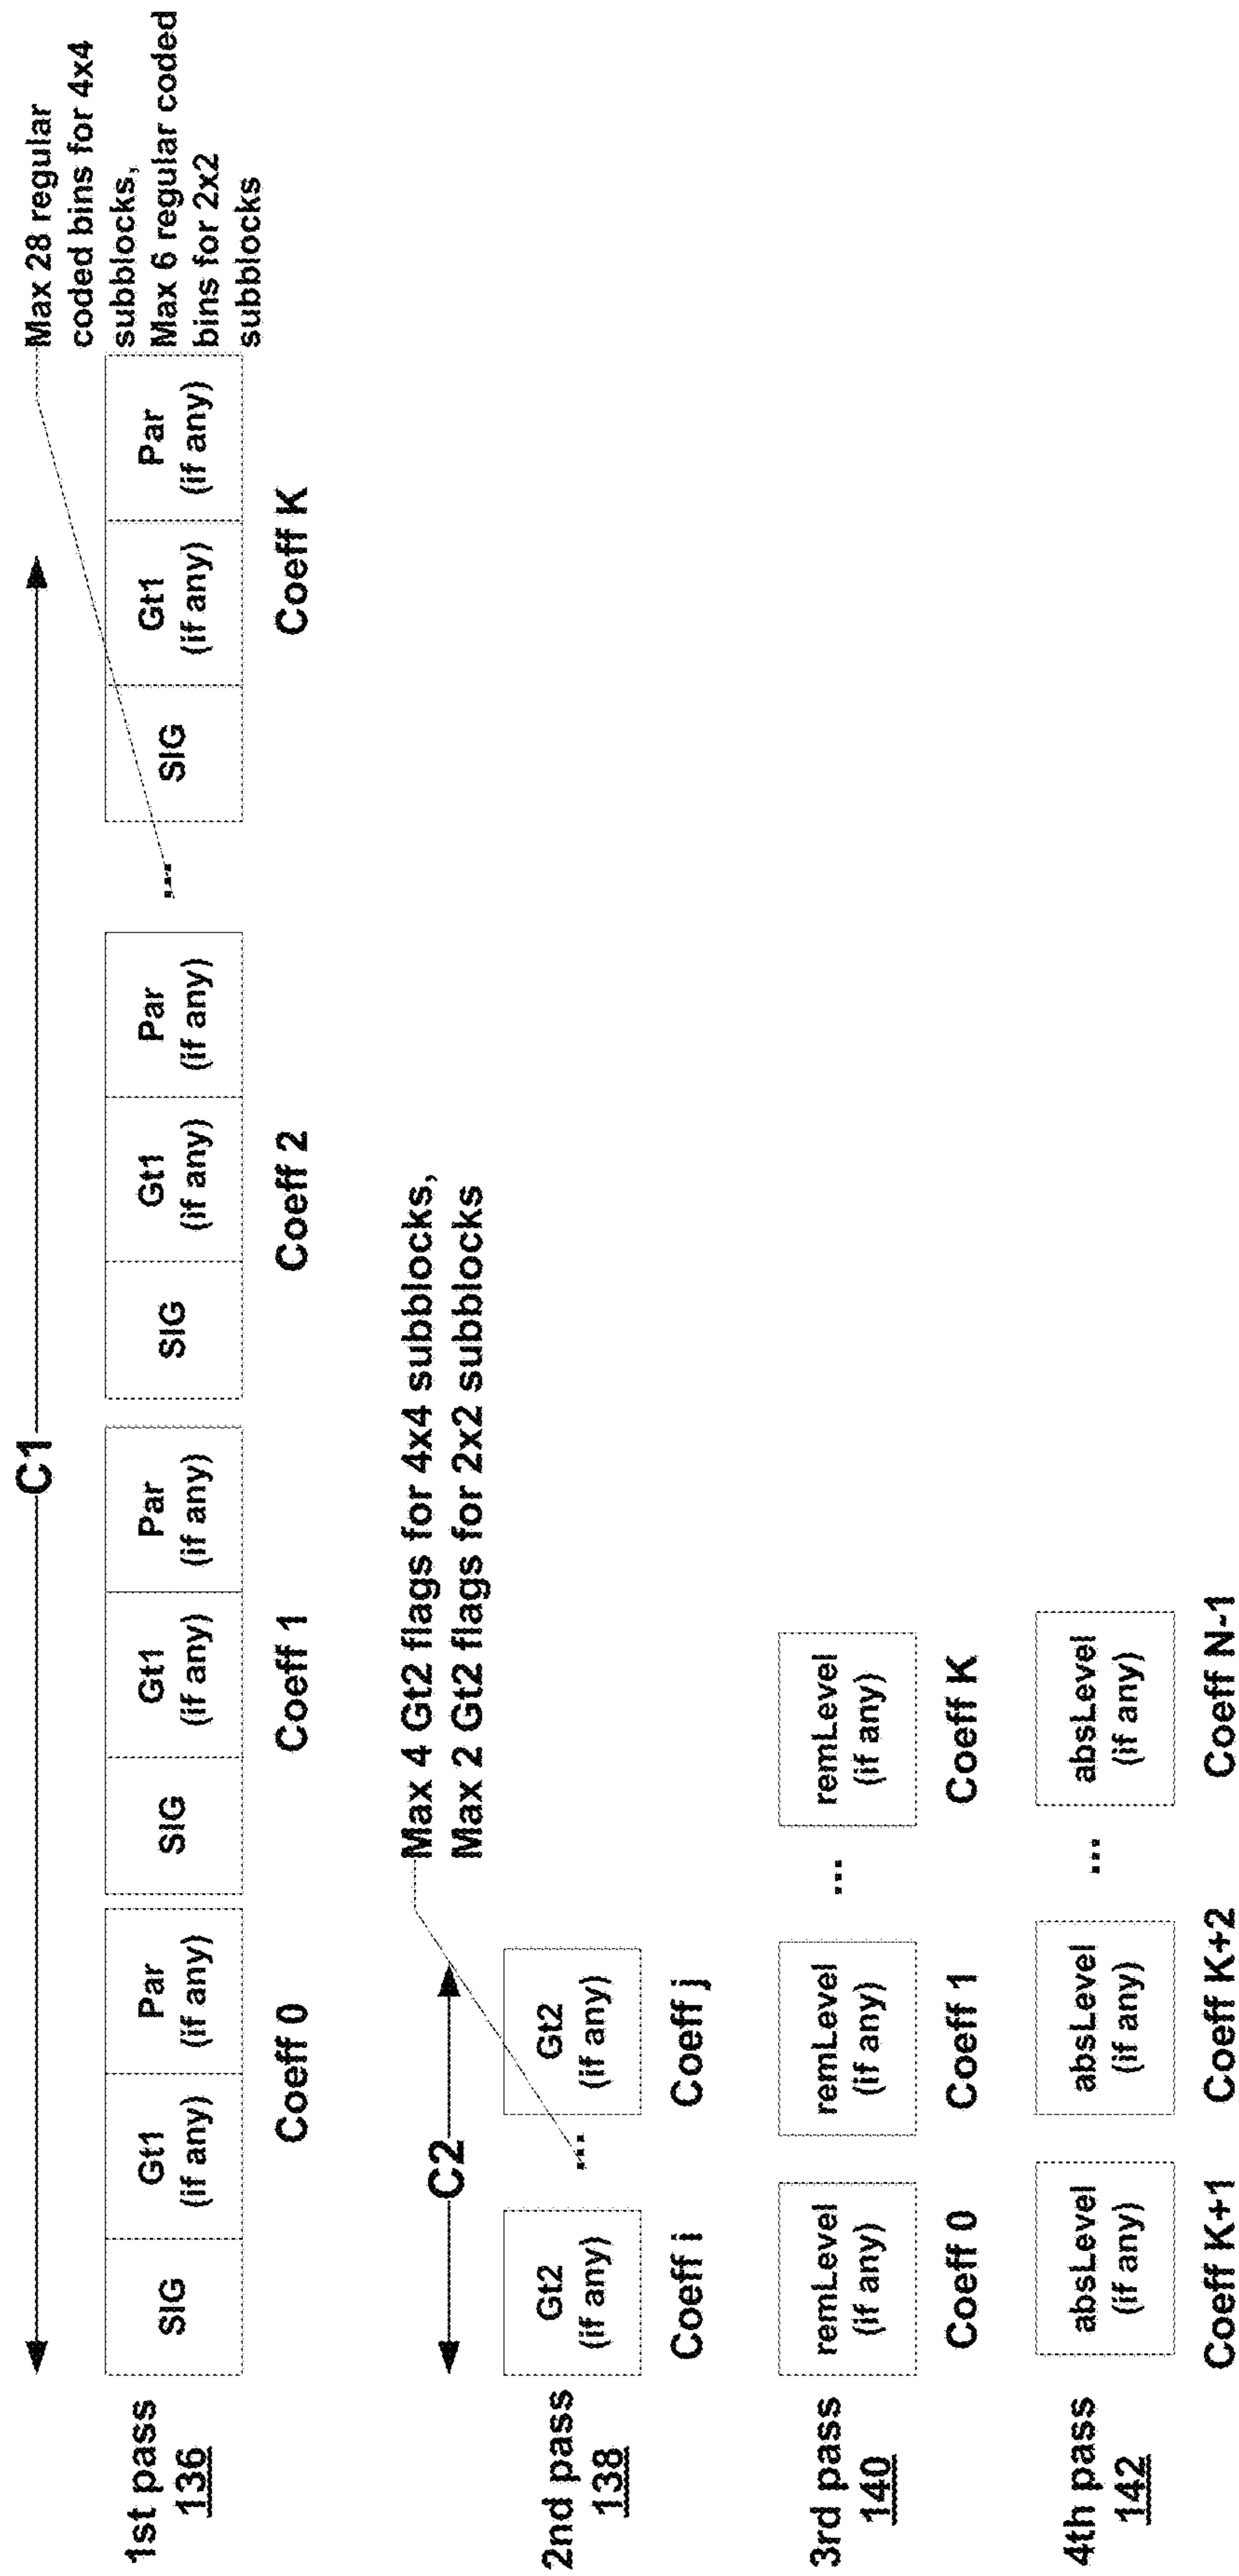 C1
Max 28 regular
coded bins for 4x4
subblocks,
Max 6 regular coded
bins for 2x2
subblocks
1st pass
136
SIG
Gt1
(if any)
Par
(if any)
SIG
Gt1
(if any)
Par
(if any)
SIG
Gt1
(if any)
Par
(if any)
...
SIG
Gt1
(if any)
Par
(if any)
Coeff 0
Coeff 1
Coeff 2
Coeff K
Max 4 Gt2 flags for 4x4 subblocks,
Max 2 Gt2 flags for 2x2 subblocks
C2
2nd pass
138
Gt2
(if any)
...
Gt2
(if any)
Coeff i
Coeff j
3rd pass
140
remLevel
(if any)
remLevel
(if any)
...
remLevel
(if any)
Coeff 0
Coeff 1
Coeff K
4th pass
142
absLevel
(if any)
absLevel
(if any)
...
absLevel
(if any)
Coeff K+1
Coeff K+2
Coeff N-1